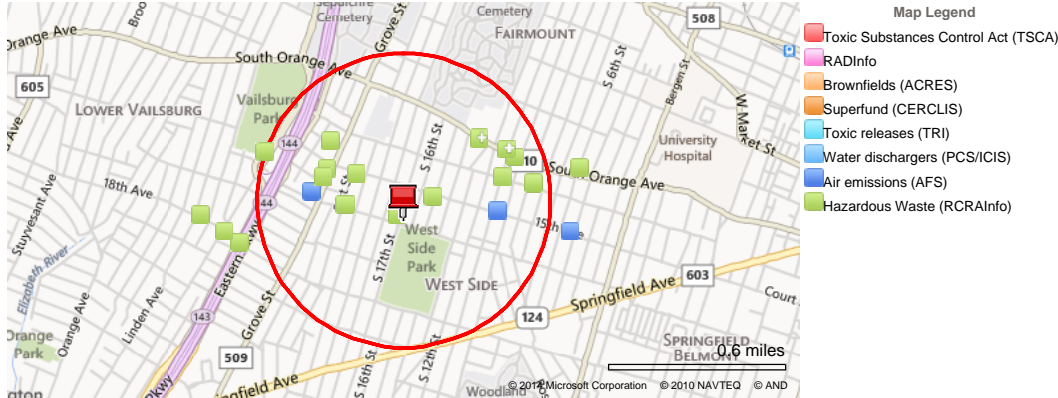 Sepulchre
Cemetery
Grove St
Cemetery
FAIRMOUNT
508
Orange Ave
South Orange Ave
S 6th St
Bergen St
605
LOWER VAILSBURG
Vailsburg
Park
144
S 16th St
W Market St
University
Hospital
10
South Orange Ave
18th Ave
44
Stuyvesant Ave
Elizabeth River
West
Side
Park
S 17th St
15th Ave
WEST SIDE
603
Springfield Ave
Court
Eastern Pkwy
Linden Ave
143
Grove St
124
Orange
Park
Orange Ave
509
S 16th St
S 12th St
SPRINGFIELD
BELMONT
0.6 miles
Springfield Ave
Pkwy
Woodland
© 2014 Microsoft Corporation © 2010 NAVTEQ © AND
Map Legend
Toxic Substances Control Act (TSCA)
RADInfo
Brownfields (ACRES)
Superfund (CERCLIS)
Toxic releases (TRI)
Water dischargers (PCS/ICIS)
Air emissions (AFS)
Hazardous Waste (RCRAInfo)